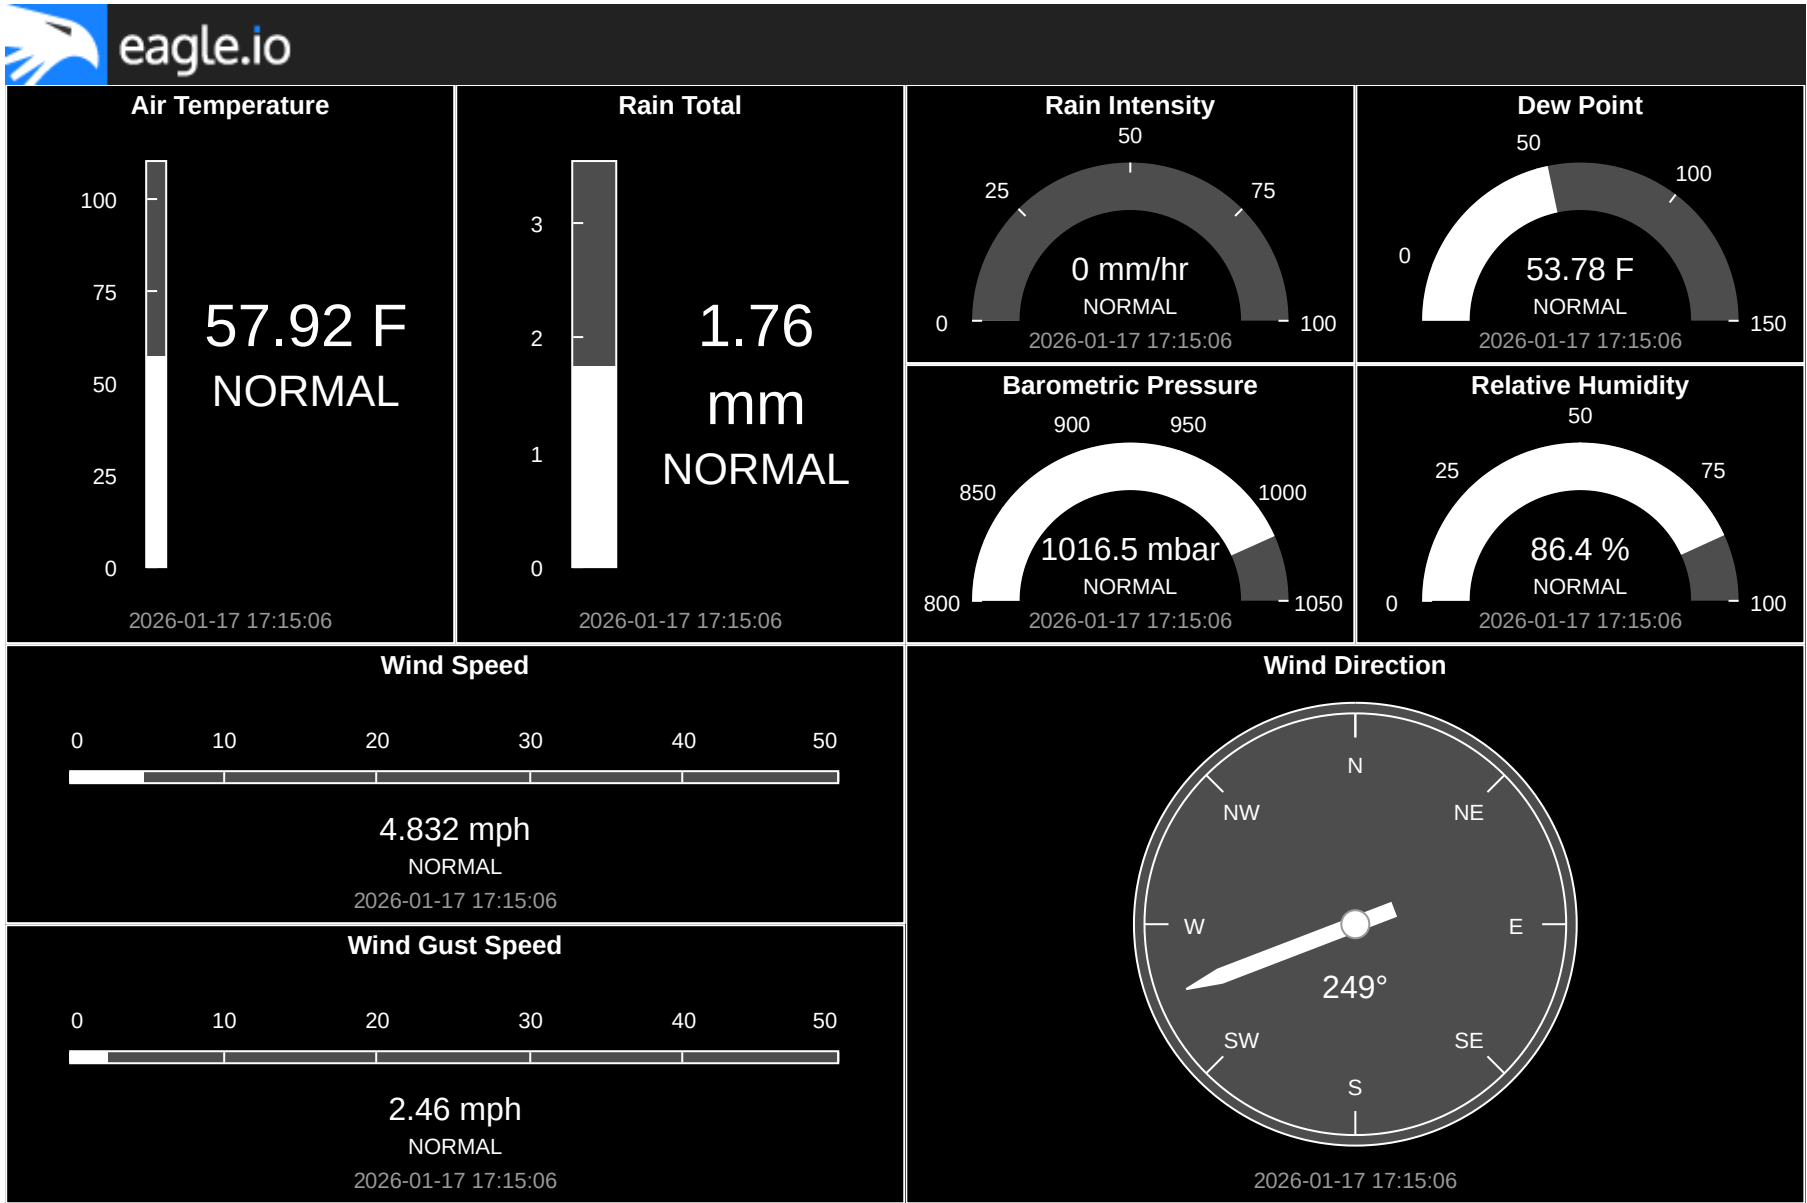 eagle.io
Air Temperature
100
75
50
25
0
57.92 F
NORMAL
2026-01-17 17:15:06
Rain Total
3
2
1
0
1.76
mm
NORMAL
2026-01-17 17:15:06
Rain Intensity
50
25
75
0
100
0 mm/hr
NORMAL
2026-01-17 17:15:06
Dew Point
50
100
0
150
53.78 F
NORMAL
2026-01-17 17:15:06
Barometric Pressure
900
950
850
1000
800
1050
1016.5 mbar
NORMAL
2026-01-17 17:15:06
Relative Humidity
50
25
75
0
100
86.4 %
NORMAL
2026-01-17 17:15:06
Wind Speed
0 10 20 30 40 50
4.832 mph
NORMAL
2026-01-17 17:15:06
Wind Gust Speed
0 10 20 30 40 50
2.46 mph
NORMAL
2026-01-17 17:15:06
Wind Direction
N
NW
NE
W
E
249°
SW
SE
S
2026-01-17 17:15:06